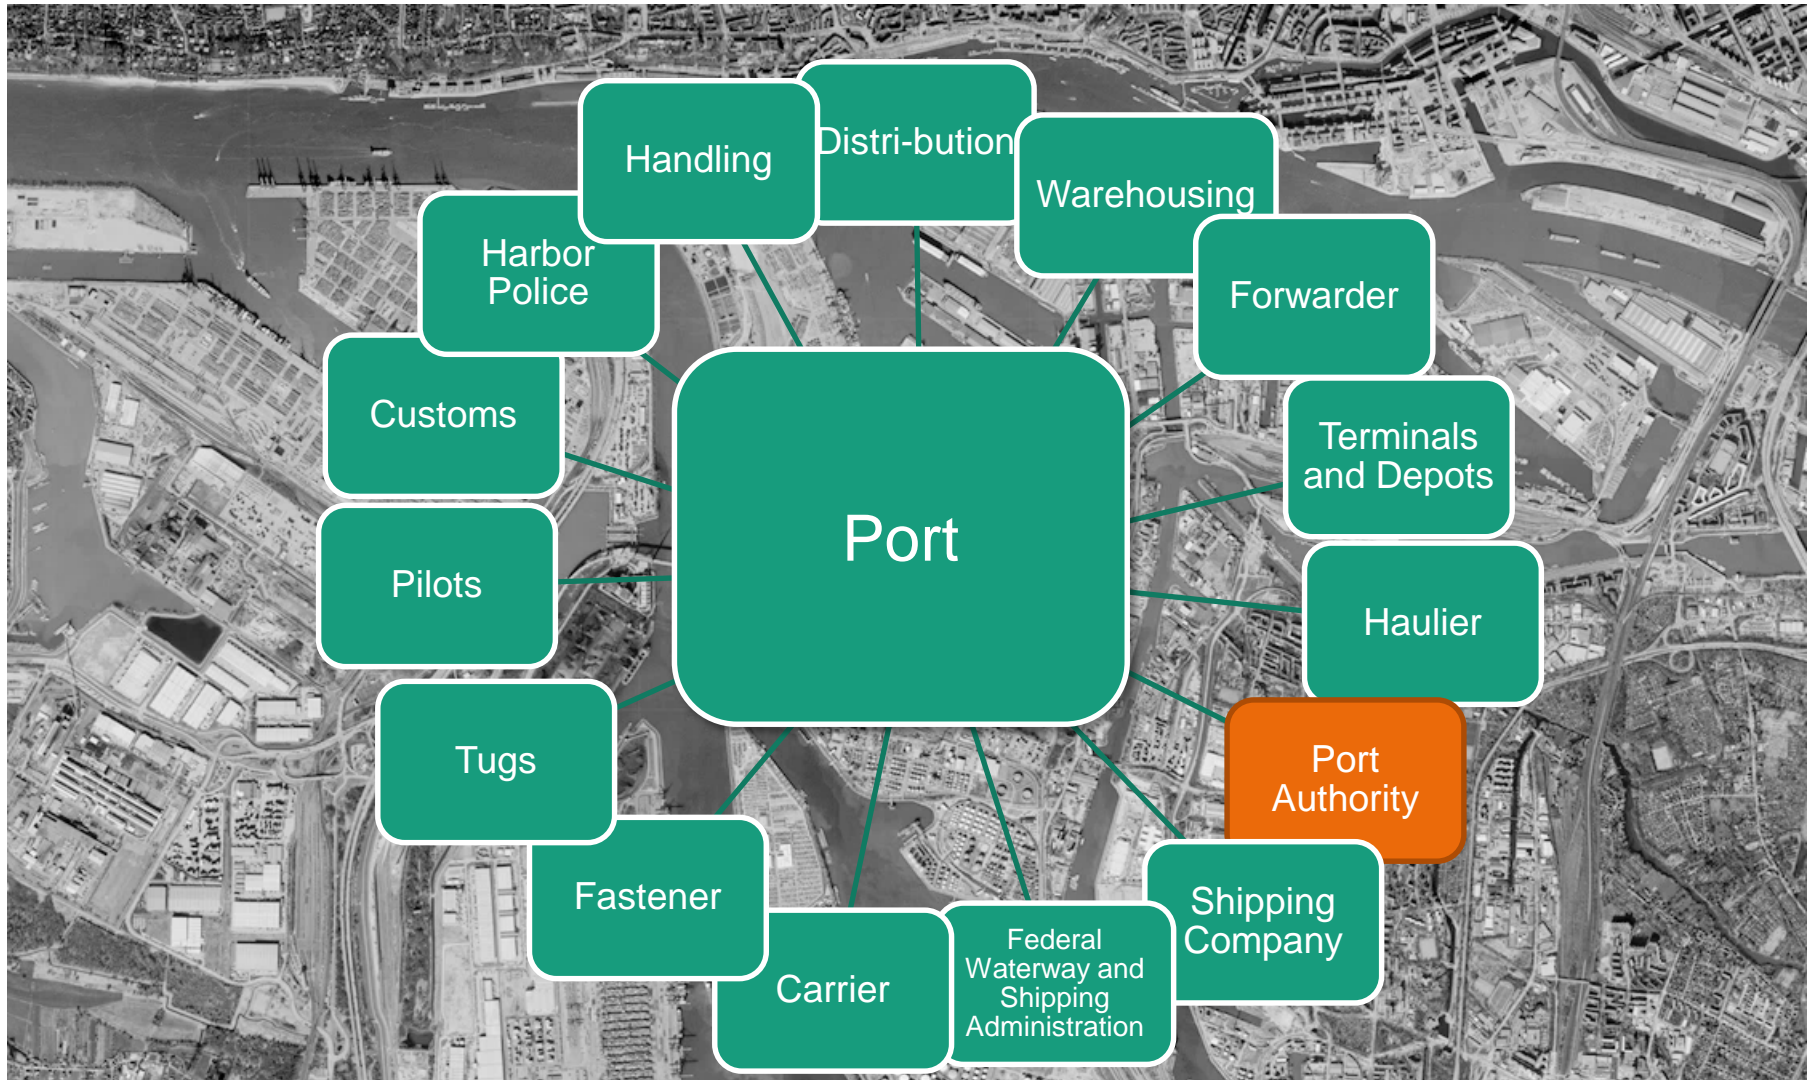 Distri-bution
Handling
Warehousing
Harbor
Police
Forwarder
Customs
Terminals
and Depots
Port
Pilots
Haulier
Tugs
Port
Authority
Fastener
Shipping
Company
Carrier
Federal
Waterway and
Shipping
Administration